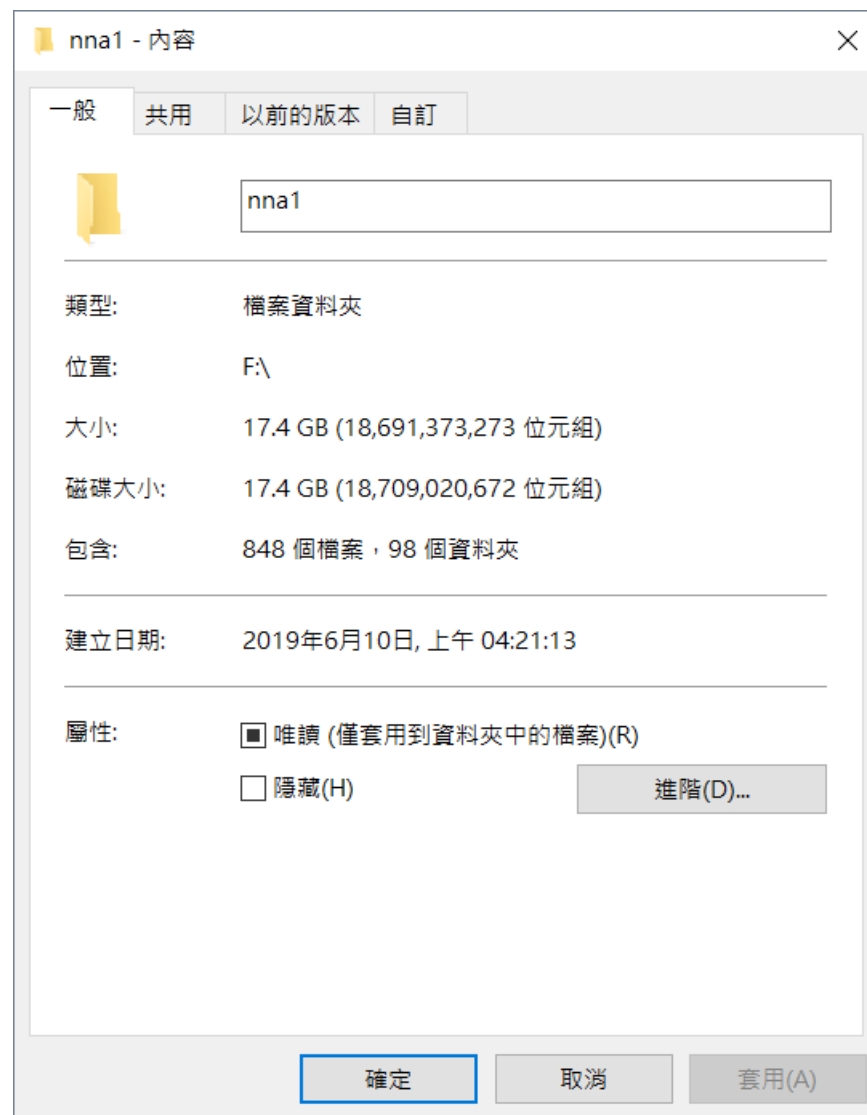 nna1 - 內容
一般 共用 以前的版本 自訂
nna1
類型: 檔案資料夾
位置: F:\
大小: 17.4 GB (18,691,373,273 位元組)
磁碟大小: 17.4 GB (18,709,020,672 位元組)
包含: 848 個檔案，98 個資料夾
建立日期: 2019年6月10日, 上午 04:21:13
屬性: 唯讀 (僅套用到資料夾中的檔案)(R)
隱藏(H) 進階(D)...
確定 取消 套用(A)